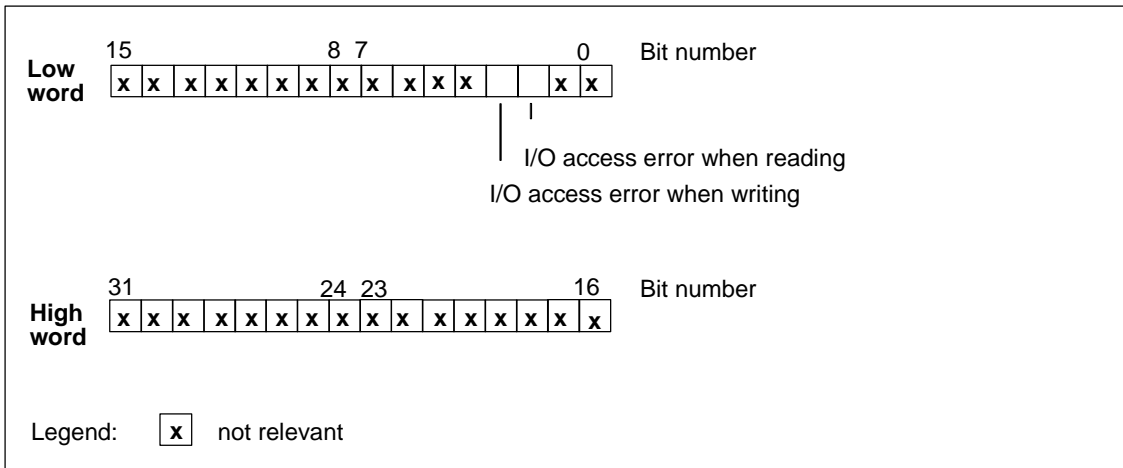 15 8 7 0 Bit number
Low word
x x x x x x x x x x x x x x
I/O access error when reading
I/O access error when writing
31 24 23 16 Bit number
High word
x x x x x x x x x x x x x x x x
Legend: x not relevant